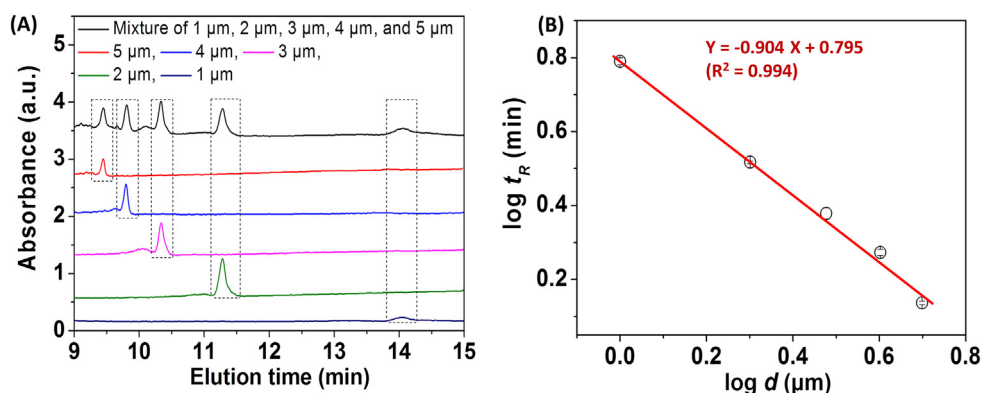 (A)
Mixture of 1 µm, 2 µm, 3 µm, 4 µm, and 5 µm
5 µm, 4 µm, 3 µm,
2 µm, 1 µm
5
4
3
2
1
0
Absorbance (a.u.)
9 10 11 12 13 14 15
Elution time (min)
(B)
Y = -0.904 X + 0.795
(R² = 0.994)
0.8
0.6
0.4
0.2
log tR (min)
0.0 0.2 0.4 0.6 0.8
log d (µm)